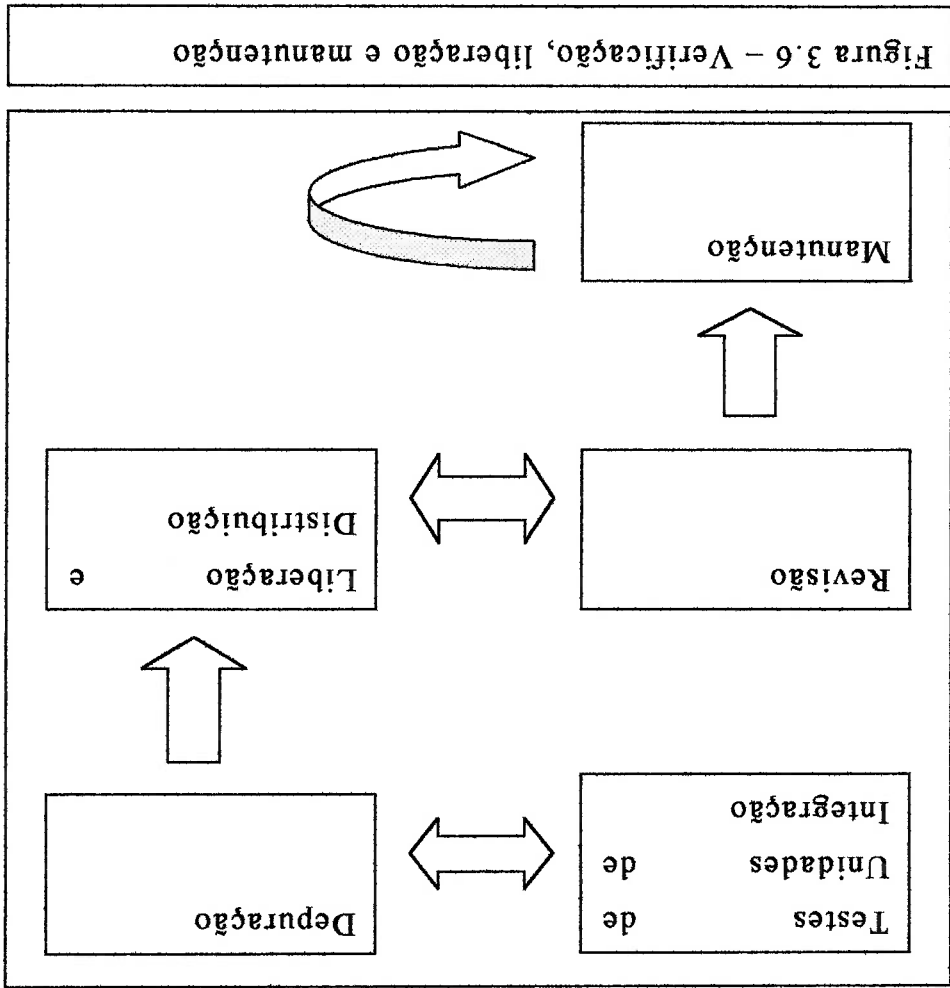 Testes de
Unidades de
Integração
Depuração
Revisão
Liberação e
Distribuição
Manutenção
Figura 3.6 – Verificação, liberação e manutenção